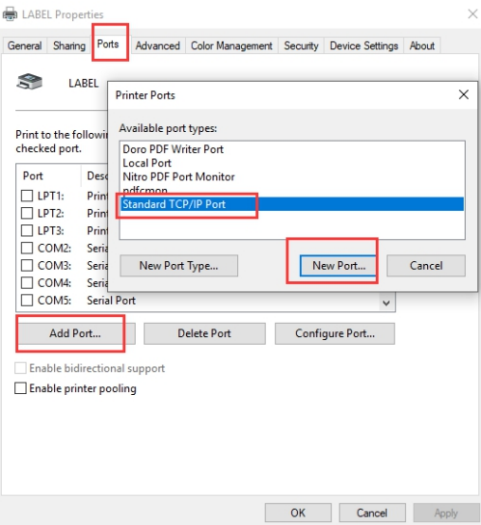 LABEL Properties
General Sharing Ports Advanced Color Management Security Device Settings About
LABEL
Printer Ports
Available port types:
Doro PDF Writer Port
Local Port
Nitro PDF Port Monitor
pdfcmon
Standard TCP/IP Port
New Port Type... New Port... Cancel
Print to the followi
checked port.
Port Desc
LPT1: Print
LPT2: Print
LPT3: Print
COM2: Seria
COM3: Seria
COM4: Seria
COM5: Serial Port
Add Port... Delete Port Configure Port...
Enable bidirectional support
Enable printer pooling
OK Cancel Apply